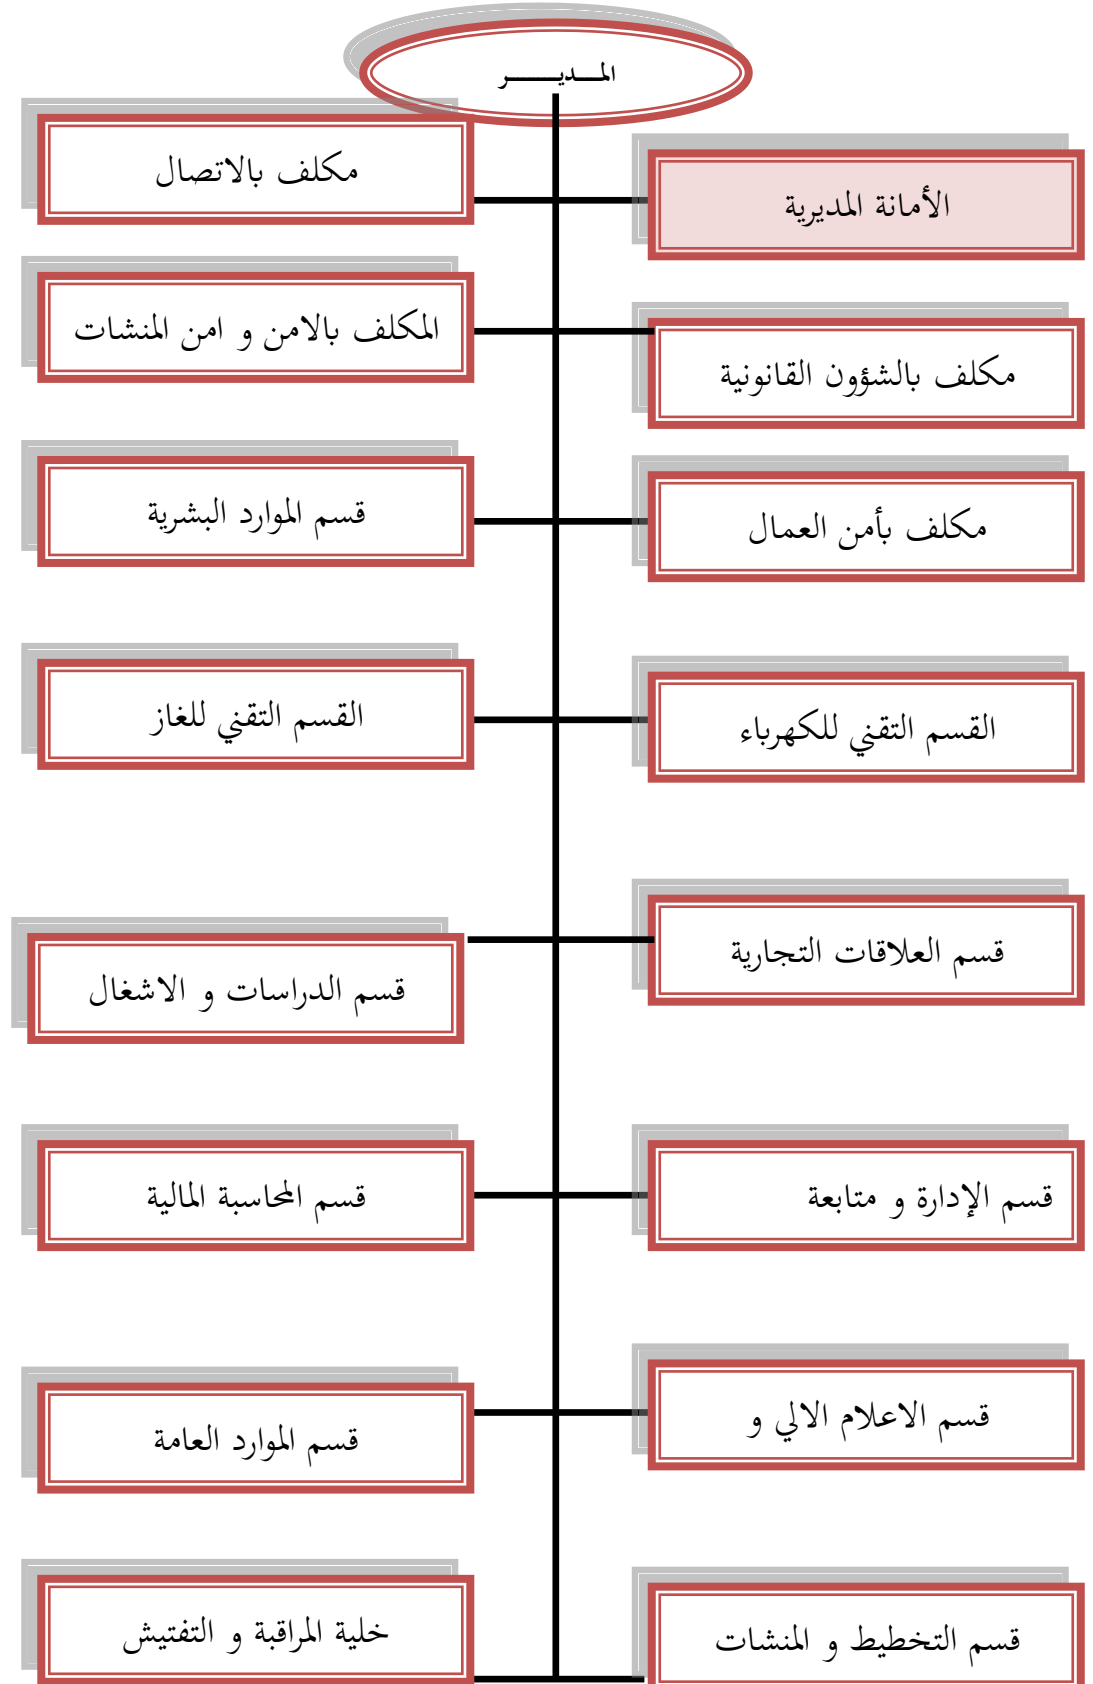 المـــديــــــر
الأمانة المديرية
مكلف بالاتصال
مكلف بالشؤون القانونية
المكلف بالامن و امن المنشات
مكلف بأمن العمال
قسم الموارد البشرية
القسم التقني للكهرباء
القسم التقني للغاز
قسم العلاقات التجارية
قسم الدراسات و الاشغال
قسم الإدارة و متابعة
قسم المحاسبة المالية
قسم الاعلام الالي و
قسم الموارد العامة
قسم التخطيط و المنشات
خلية المراقبة و التفتيش